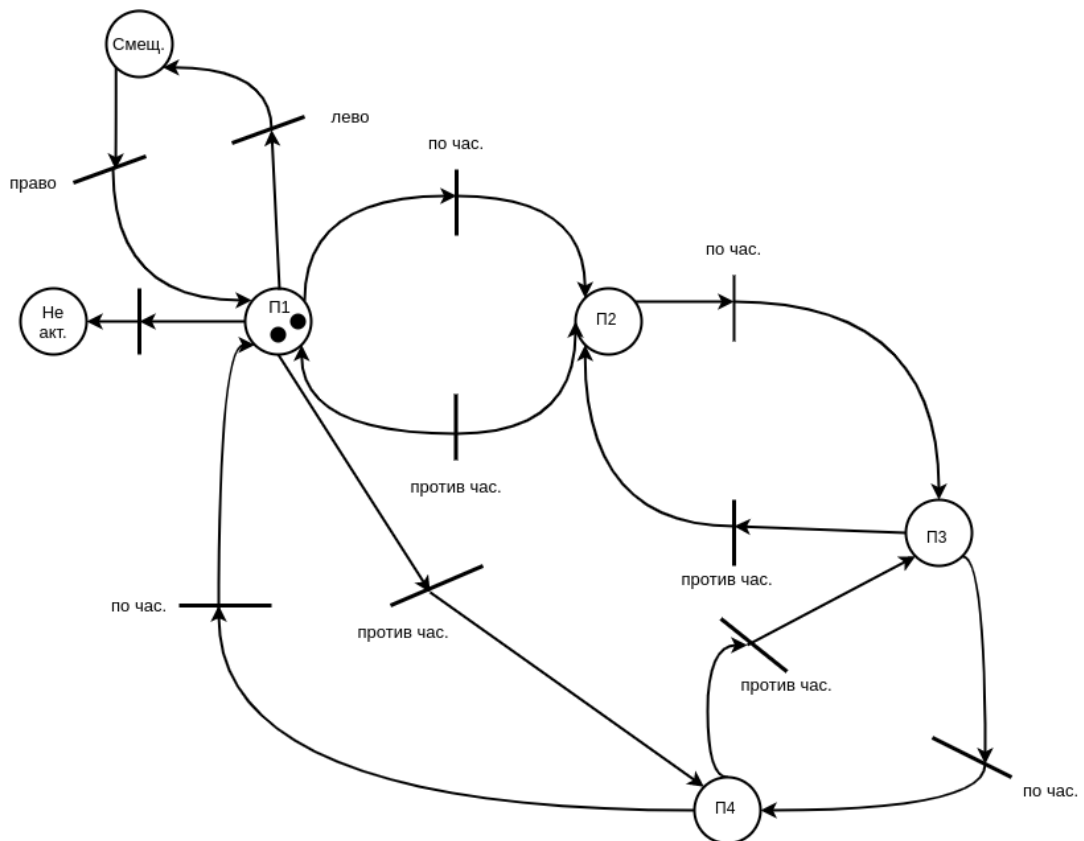 Смещ.
лево
по час.
право
по час.
Не
акт.
П1
П2
против час.
П3
против час.
по час.
против час.
против час.
по час.
П4